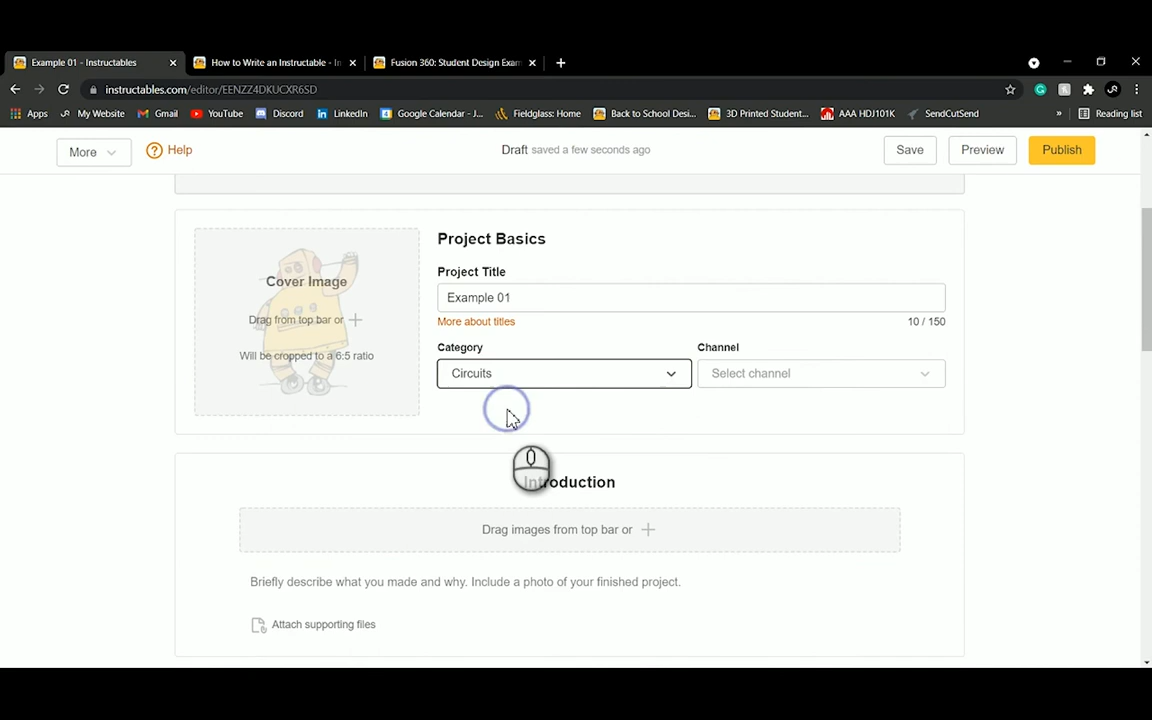 Example 01 - Instructables
How to Write an Instructable - In
Fusion 360: Student Design Exam
instructables.com/editor/EENZZ4DKUCXR6SD
Apps My Website Gmail YouTube Discord LinkedIn Google Calendar - J... Fieldglass: Home Back to School Desi... 3D Printed Student... AAA HDJ101K SendCutSend » Reading list
More Help Draft saved a few seconds ago Save Preview Publish
Project Basics
Cover Image
Drag from top bar or +
Will be cropped to a 6:5 ratio
Project Title
Example 01
More about titles 10 / 150
Category Channel
Circuits Select channel
Introduction
Drag images from top bar or +
Briefly describe what you made and why. Include a photo of your finished project.
Attach supporting files